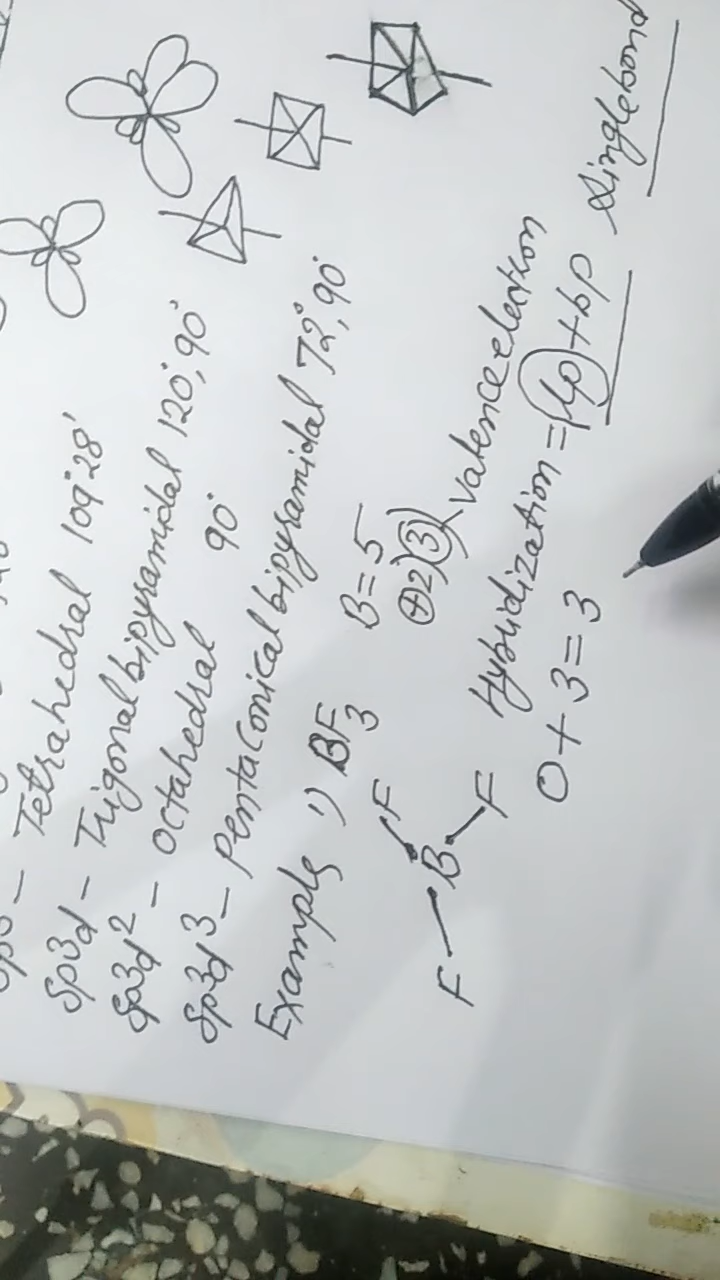 Sp3 - Tetrahedral 109°28'
Sp3d - Trigonal bipyramidal 120°, 90°
Sp3d2 - octahedral 90°
Sp3d3 - pentaconical bipyramidal 72°, 90°
Example 1) BF3 B = 5
2) 3) valence electron
F B F F
Hybridization = lp + bp single bond
0 + 3 = 3